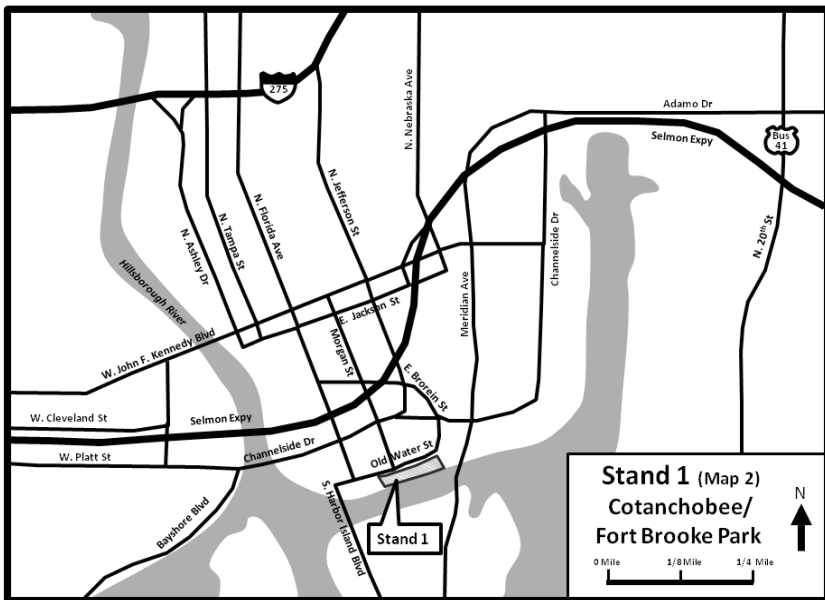 275
Adamo Dr
Selmon Expy
Bus
41
N. Nebraska Ave
N. Jefferson St
N. Florida Ave
N. Tampa St
N. Ashley Dr
Hillsborough River
N. 20th St
Channelside Dr
Meridian Ave
E. Jackson St
Morgan St
W. John F. Kennedy Blvd
E. Brorein St
W. Cleveland St
Selmon Expy
Channelside Dr
Old Water St
W. Platt St
Bayshore Blvd
S. Harbor Island Blvd
Stand 1
Stand 1 (Map 2)
Cotanchobee/
Fort Brooke Park
N
0 Mile
1/8 Mile
1/4 Mile